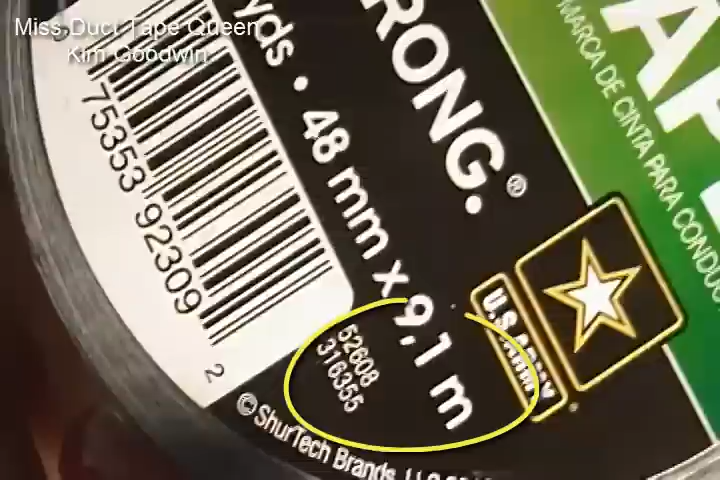 Miss Duct Tape Queen
Kim Goodwin
RONG.®
yds • 48 mm x 9,1 m
75353 92309
2
52608
316355
U.S.ARMY
MARCA DE CINTA PARA
© ShurTech Brands,